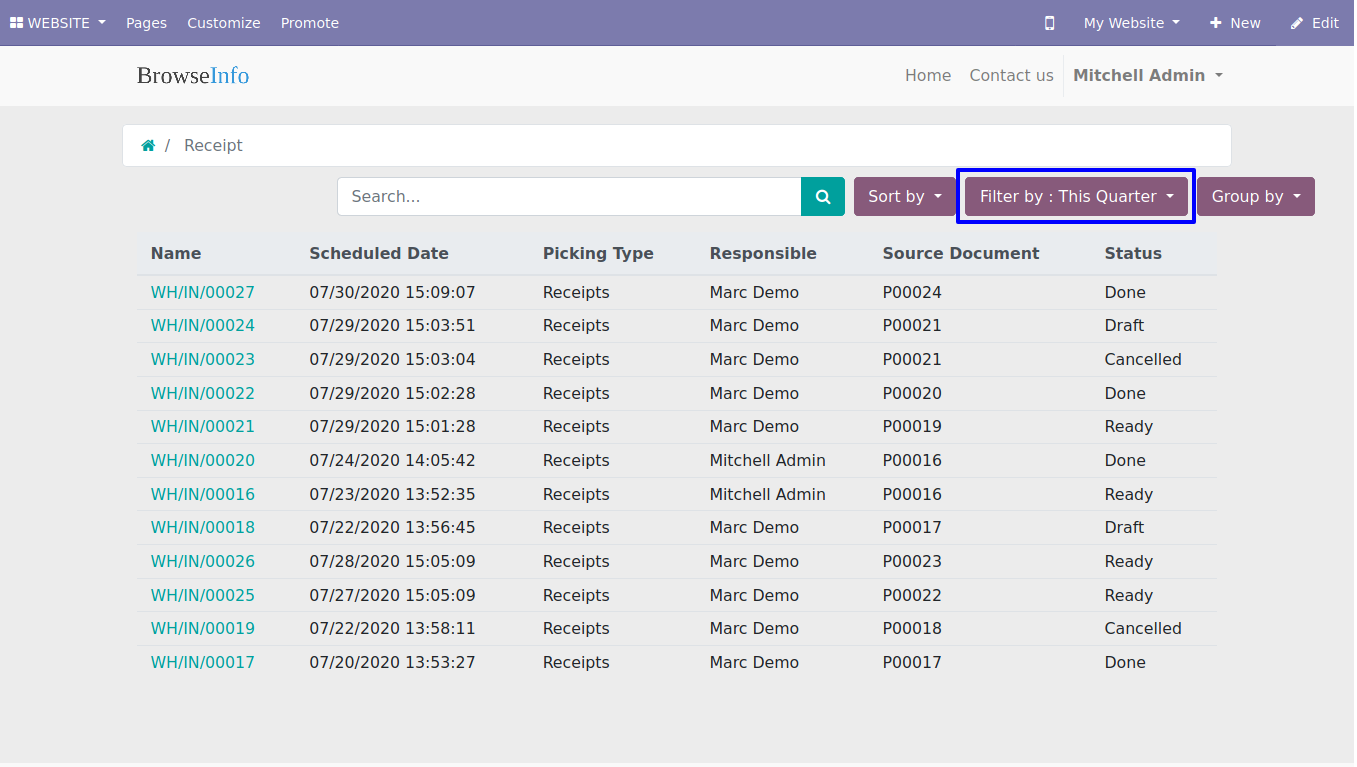 WEBSITE Pages Customize Promote My Website New Edit
BrowseInfo Home Contact us Mitchell Admin
/ Receipt
Search... Sort by Filter by : This Quarter Group by
Name Scheduled Date Picking Type Responsible Source Document Status
WH/IN/00027 07/30/2020 15:09:07 Receipts Marc Demo P00024 Done
WH/IN/00024 07/29/2020 15:03:51 Receipts Marc Demo P00021 Draft
WH/IN/00023 07/29/2020 15:03:04 Receipts Marc Demo P00021 Cancelled
WH/IN/00022 07/29/2020 15:02:28 Receipts Marc Demo P00020 Done
WH/IN/00021 07/29/2020 15:01:28 Receipts Marc Demo P00019 Ready
WH/IN/00020 07/24/2020 14:05:42 Receipts Mitchell Admin P00016 Done
WH/IN/00016 07/23/2020 13:52:35 Receipts Mitchell Admin P00016 Ready
WH/IN/00018 07/22/2020 13:56:45 Receipts Marc Demo P00017 Draft
WH/IN/00026 07/28/2020 15:05:09 Receipts Marc Demo P00023 Ready
WH/IN/00025 07/27/2020 15:05:09 Receipts Marc Demo P00022 Ready
WH/IN/00019 07/22/2020 13:58:11 Receipts Marc Demo P00018 Cancelled
WH/IN/00017 07/20/2020 13:53:27 Receipts Marc Demo P00017 Done